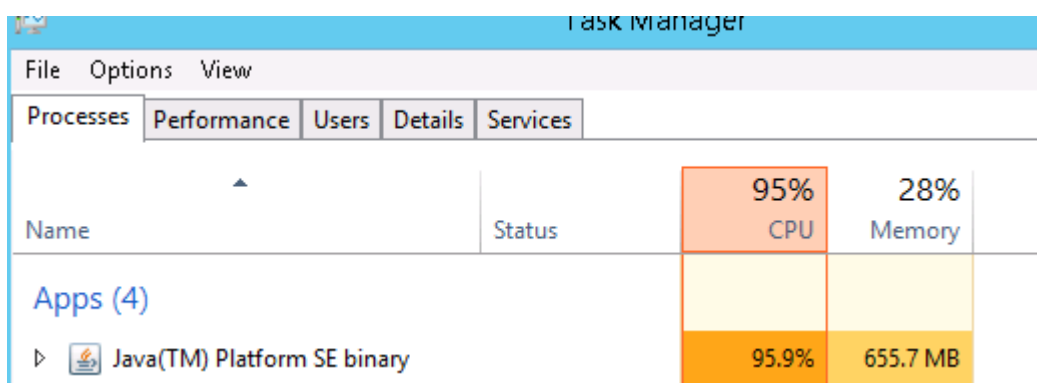 Task Manager
File Options View
Processes Performance Users Details Services
95% 28%
Name Status CPU Memory
Apps (4)
Java(TM) Platform SE binary 95.9% 655.7 MB